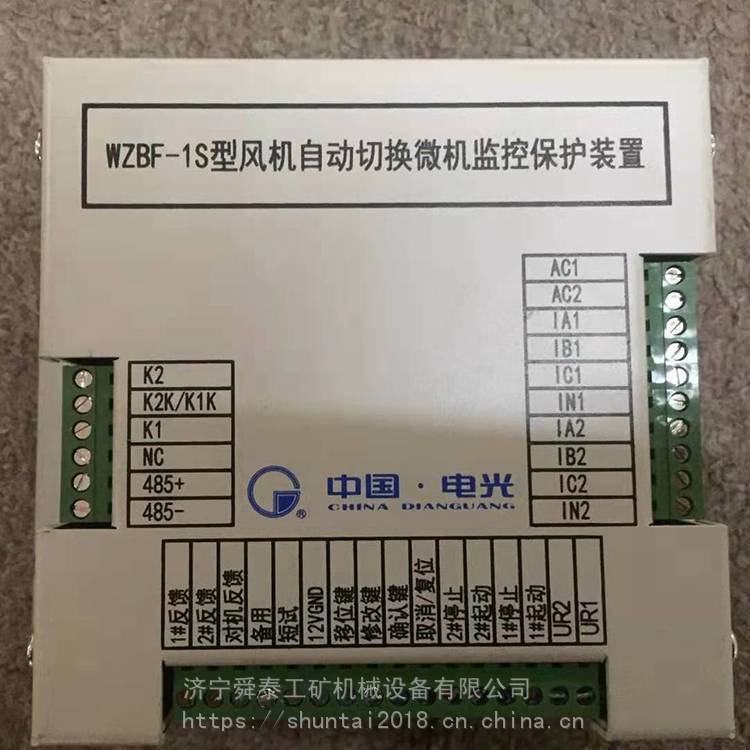 WZBF-1S型风机自动切换微机监控保护装置
AC1
AC2
IA1
IB1
IC1
IN1
IA2
IB2
IC2
IN2
K2
K2K/K1K
K1
NC
485+
485-
中国·电光
CHINA DIANGUANG
®
1#反馈
2#反馈
对机反馈
备用
短试
12VGND
移位键
修改键
确认键
取消/复位
2#停止
2#起动
1#停止
1#起动
UR2
UR1
济宁舜泰工矿机械设备有限公司
https://shuntai2018.cn.china.cn/